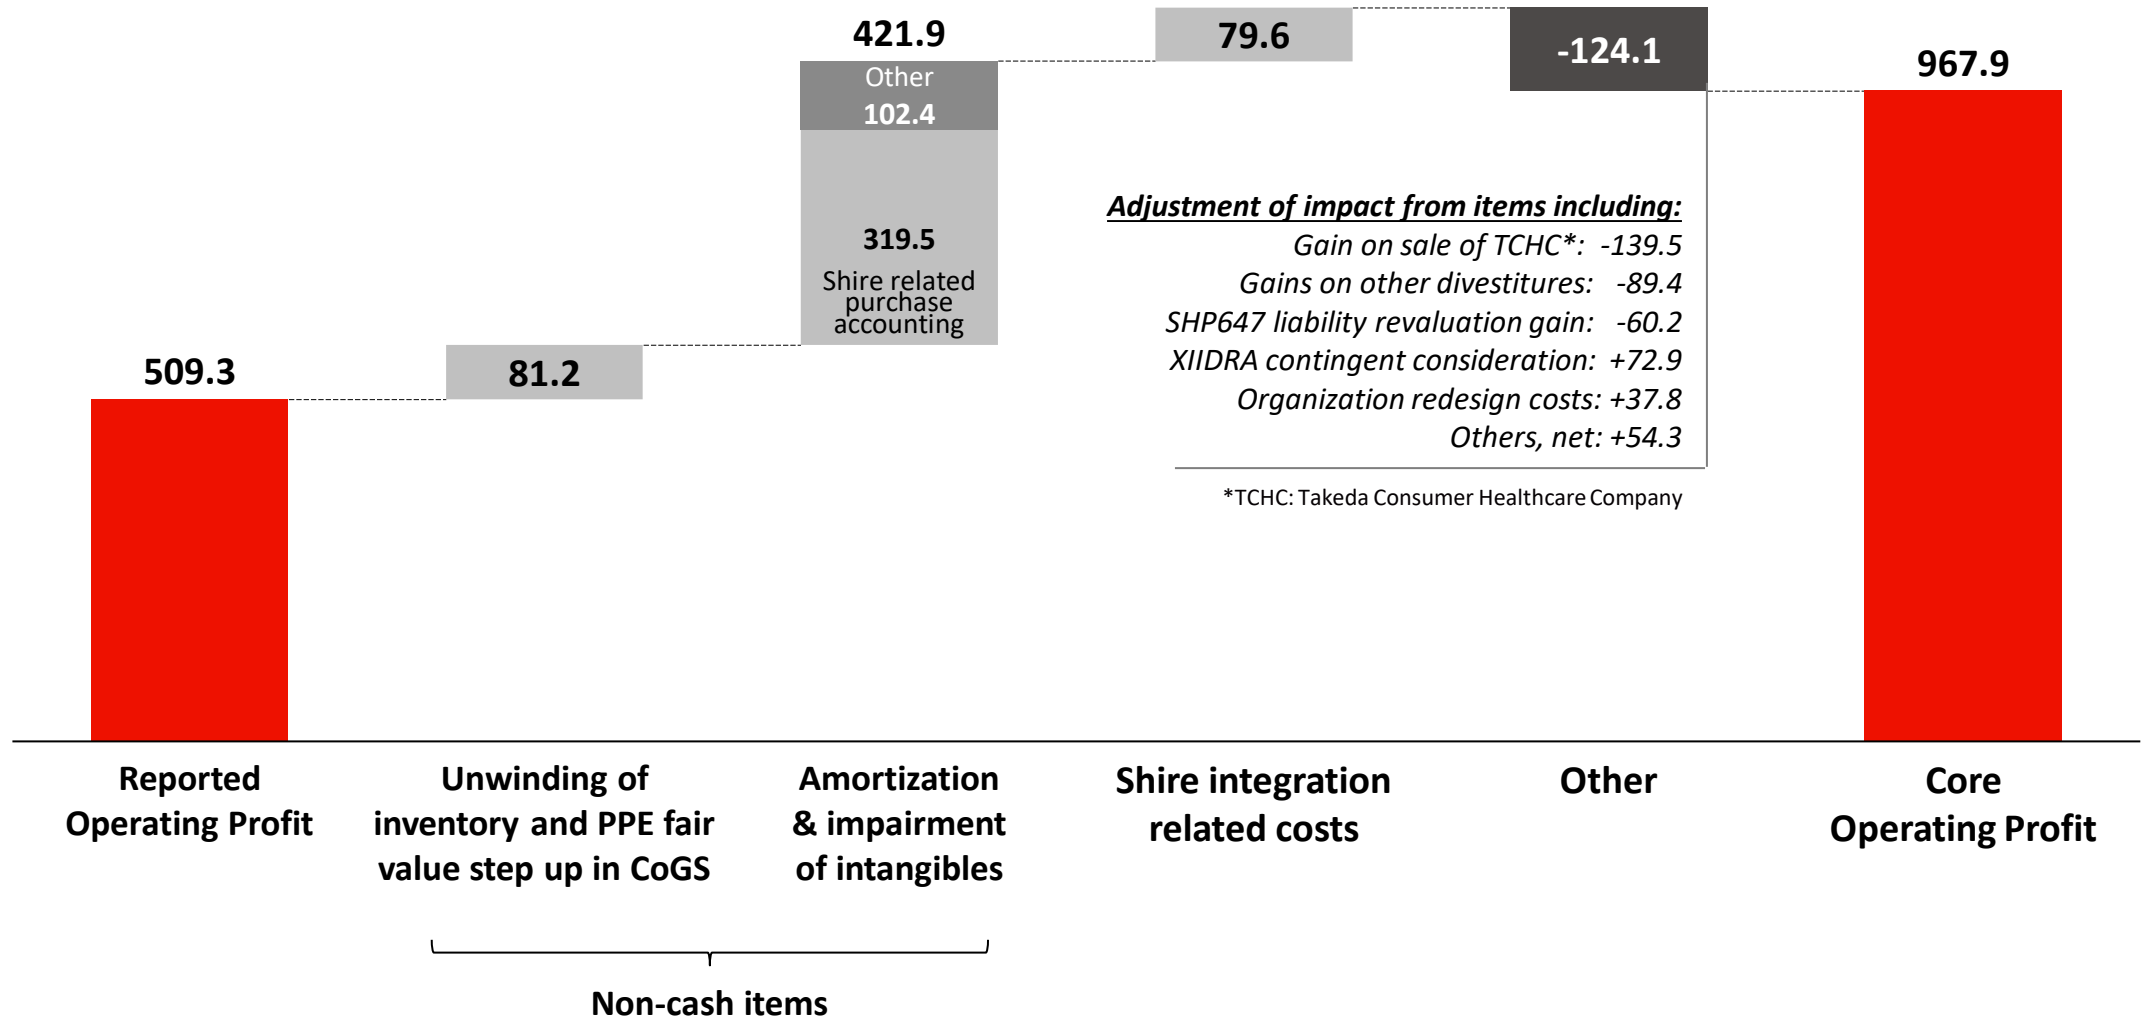 421.9
79.6
-124.1
967.9
Other
102.4
319.5
Shire related
purchase
accounting
Adjustment of impact from items including:
Gain on sale of TCHC*: -139.5
Gains on other divestitures: -89.4
SHP647 liability revaluation gain: -60.2
XIIDRA contingent consideration: +72.9
Organization redesign costs: +37.8
Others, net: +54.3
*TCHC: Takeda Consumer Healthcare Company
509.3
81.2
Reported
Operating Profit
Unwinding of
inventory and PPE fair
value step up in CoGS
Amortization
& impairment
of intangibles
Shire integration
related costs
Other
Core
Operating Profit
Non-cash items